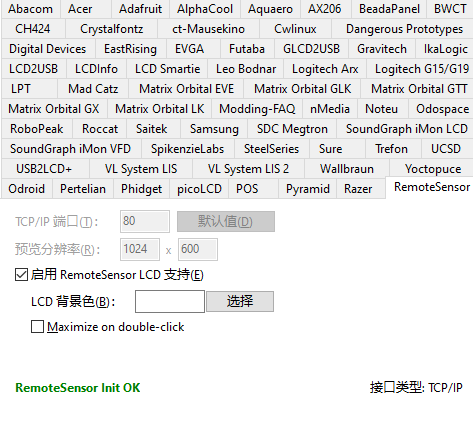 Abacom Acer Adafruit AlphaCool Aquaero AX206 BeadaPanel BWCT
CH424 Crystalfontz ct-Mausekino Cwlinux Dangerous Prototypes
Digital Devices EastRising EVGA Futaba GLCD2USB Gravitech IkaLogic
LCD2USB LCDInfo LCD Smartie Leo Bodnar Logitech Arx Logitech G15/G19
LPT Mad Catz Matrix Orbital EVE Matrix Orbital GLK Matrix Orbital GTT
Matrix Orbital GX Matrix Orbital LK Modding-FAQ nMedia Noteu Odospace
RoboPeak Roccat Saitek Samsung SDC Megtron SoundGraph iMon LCD
SoundGraph iMon VFD SpikenzieLabs SteelSeries Sure Trefon UCSD
USB2LCD+ VL System LIS VL System LIS 2 Wallbraun Yoctopuce
Odroid Pertelian Phidget picoLCD POS Pyramid Razer RemoteSensor
TCP/IP 端口(T): 80 默认值(D)
预览分辨率(R): 1024 x 600
启用 RemoteSensor LCD 支持(E)
LCD 背景色(B): 选择
Maximize on double-click
RemoteSensor Init OK 接口类型: TCP/IP